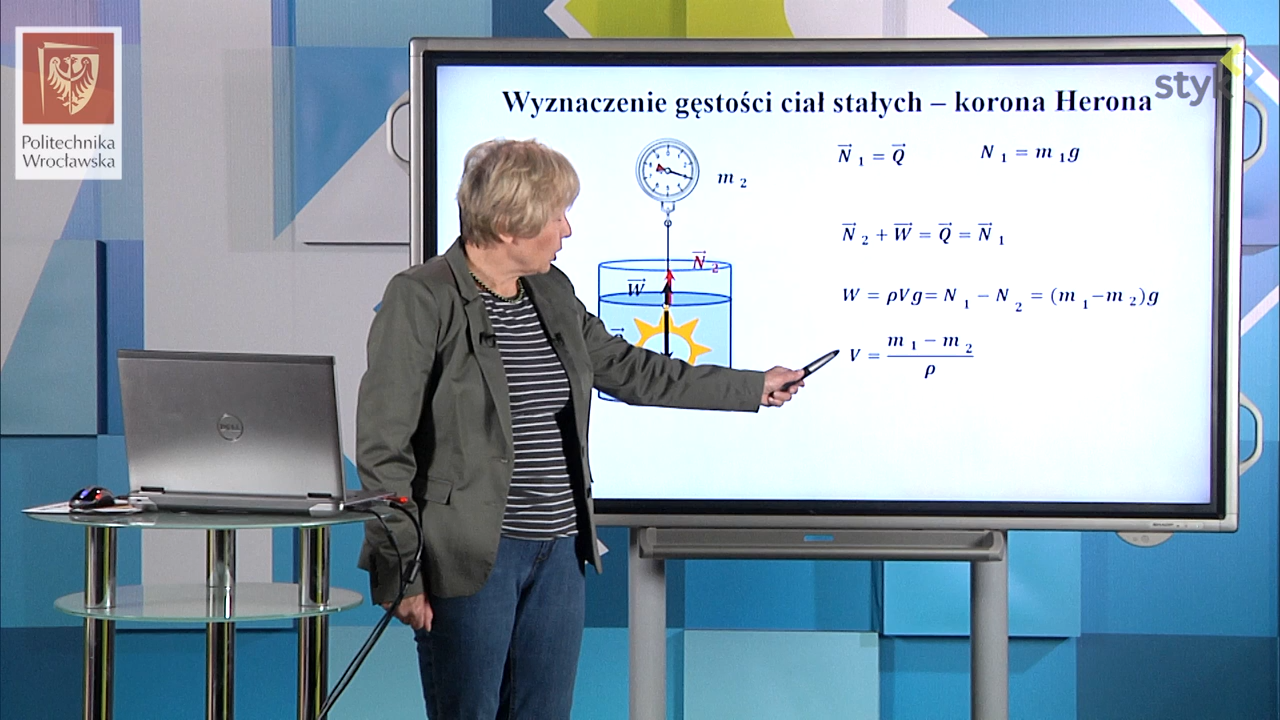 Politechnika
Wrocławska
styk
Wyznaczenie gęstości ciał stałych – korona Herona
m 2
N⃗ 1 = Q⃗
N 1 = m 1g
N⃗ 2 + W⃗ = Q⃗ = N⃗ 1
N⃗ 2
W⃗
W = ρVg= N 1 − N 2 = (m 1−m 2)g
V = (m 1 − m 2)/ρ
DELL
SHARP